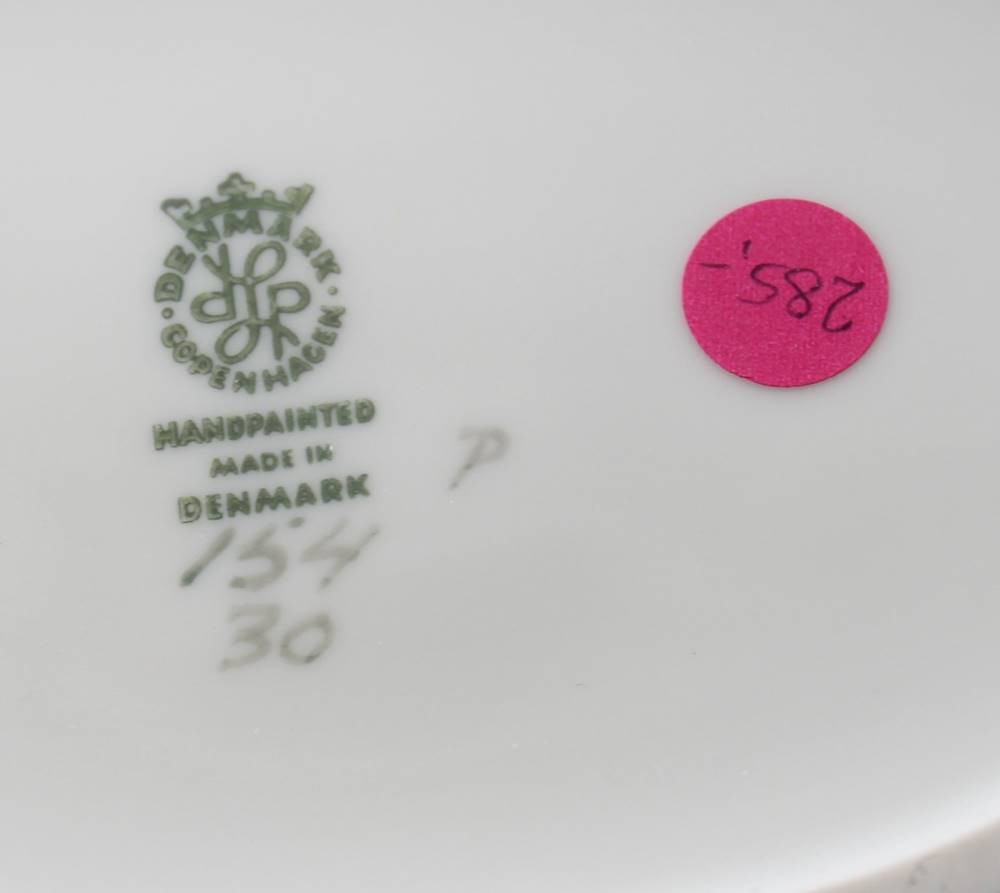 DENMARK
COPENHAGEN
HANDPAINTED
MADE IN
DENMARK
154
30
P
285,-